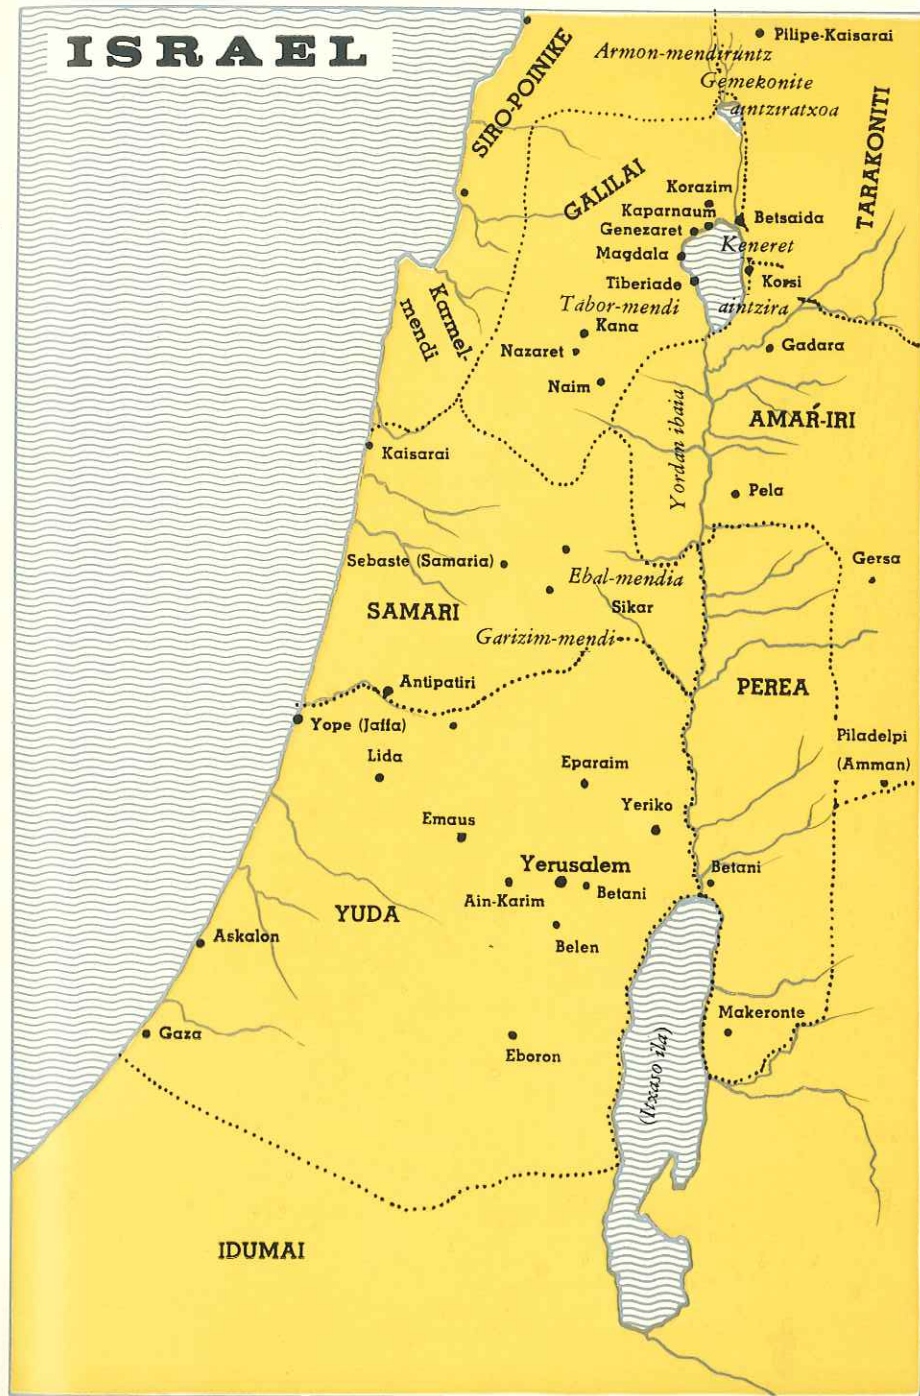 ISRAEL
SIRO-POINIKE
Armon-mendiruntz
Pilipe-Kaisarai
Gemekonite
aintziratxoa
TARAKONITI
GALILAI
Korazim
Kaparnaum
Betsaida
Genezaret
Keneret
Magdala
Tiberiade
Korsi
Tábor-mendi
aintzira
Karmel-
mendi
Kana
Nazaret
Gadara
Naim
AMAŔ-IRI
Kaisarai
Yordan ibaia
Pela
Sebaste (Samaria)
Ebal-mendia
Gersa
SAMARI
Sikar
Garizim-mendi
Antipatiri
PEREA
Yope (Jaffa)
Piladelpi
(Amman)
Lida
Eparaim
Yeriko
Emaus
Yerusalem
Betani
Ain-Karim
Betani
YUDA
Askalon
Belen
Gaza
Makeronte
Eboron
(Itxaso ila)
IDUMAI